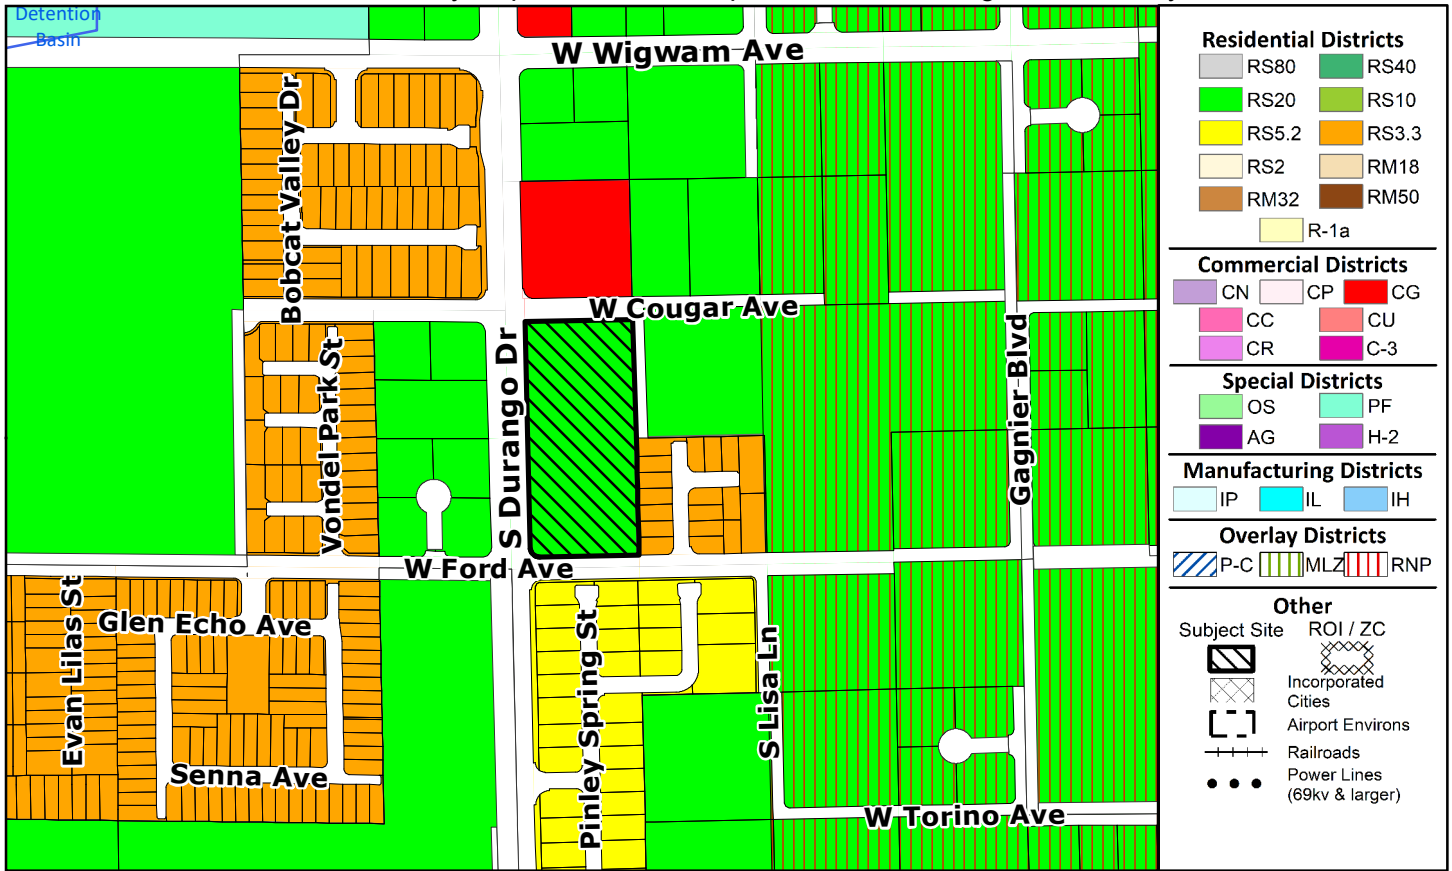 Detention
Basin
W Wigwam Ave
Bobcat Valley Dr
W Cougar Ave
Vondel Park St
S Durango Dr
Gagnier Blvd
W Ford Ave
Evan Lilas St
Glen Echo Ave
Pinley Spring St
S Lisa Ln
Senna Ave
W Torino Ave
Residential Districts
RS80 RS40
RS20 RS10
RS5.2 RS3.3
RS2 RM18
RM32 RM50
R-1a
Commercial Districts
CN CP CG
CC CU
CR C-3
Special Districts
OS PF
AG H-2
Manufacturing Districts
IP IL IH
Overlay Districts
P-C MLZ RNP
Other
Subject Site ROI / ZC
Incorporated
Cities
Airport Environs
Railroads
Power Lines
(69kv & larger)